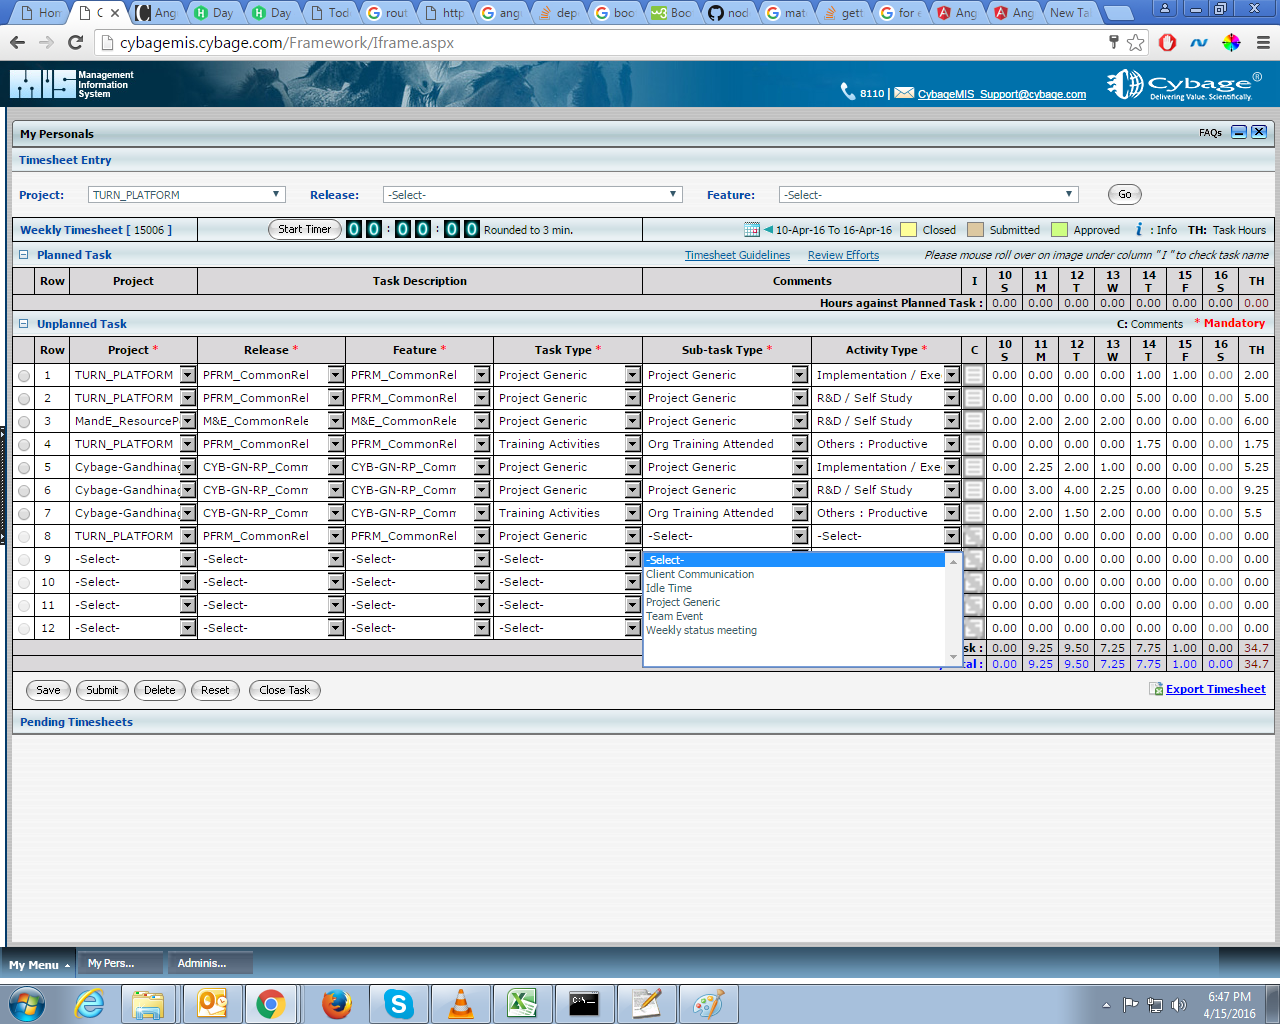 Hom C Ang Day Day Tod rout http ang dep boo Boo nod mat gett for e Ang Ang New Ta
cybagemis.cybage.com/Framework/Iframe.aspx
MIS Management Information System
8110 | CybageMIS_Support@cybage.com Cybage® Delivering Value. Scientifically.
My Personals FAQs
Timesheet Entry
Project: TURN_PLATFORM Release: -Select- Feature: -Select- Go
Weekly Timesheet [ 15006 ] Start Timer 00:00:00 Rounded to 3 min. 10-Apr-16 To 16-Apr-16 Closed Submitted Approved i : Info TH: Task Hours
Planned Task Timesheet Guidelines Review Efforts Please mouse roll over on image under column "I" to check task name
Row Project Task Description Comments I 10 S 11 M 12 T 13 W 14 T 15 F 16 S TH
Hours against Planned Task : 0.00 0.00 0.00 0.00 0.00 0.00 0.00 0.00
Unplanned Task C: Comments * Mandatory
Row Project * Release * Feature * Task Type * Sub-task Type * Activity Type * C 10 S 11 M 12 T 13 W 14 T 15 F 16 S TH
1 TURN_PLATFORM PFRM_CommonRel PFRM_CommonRel Project Generic Project Generic Implementation / Exe 0.00 0.00 0.00 0.00 1.00 1.00 0.00 2.00
2 TURN_PLATFORM PFRM_CommonRel PFRM_CommonRel Project Generic Project Generic R&D / Self Study 0.00 0.00 0.00 0.00 5.00 0.00 0.00 5.00
3 MandE_ResourceP M&E_CommonRele M&E_CommonRele Project Generic Project Generic R&D / Self Study 0.00 2.00 2.00 2.00 0.00 0.00 0.00 6.00
4 TURN_PLATFORM PFRM_CommonRel PFRM_CommonRel Training Activities Org Training Attended Others : Productive 0.00 0.00 0.00 0.00 1.75 0.00 0.00 1.75
5 Cybage-Gandhinag CYB-GN-RP_Comm CYB-GN-RP_Comm Project Generic Project Generic Implementation / Exe 0.00 2.25 2.00 1.00 0.00 0.00 0.00 5.25
6 Cybage-Gandhinag CYB-GN-RP_Comm CYB-GN-RP_Comm Project Generic Project Generic R&D / Self Study 0.00 3.00 4.00 2.25 0.00 0.00 0.00 9.25
7 Cybage-Gandhinag CYB-GN-RP_Comm CYB-GN-RP_Comm Training Activities Org Training Attended Others : Productive 0.00 2.00 1.50 2.00 0.00 0.00 0.00 5.5
8 TURN_PLATFORM PFRM_CommonRel PFRM_CommonRel Project Generic -Select- -Select- 0.00 0.00 0.00 0.00 0.00 0.00 0.00 0.00
9 -Select- -Select- -Select- -Select- 0.00 0.00 0.00 0.00 0.00 0.00 0.00 0.00
10 -Select- -Select- -Select- -Select- 0.00 0.00 0.00 0.00 0.00 0.00 0.00 0.00
11 -Select- -Select- -Select- -Select- 0.00 0.00 0.00 0.00 0.00 0.00 0.00 0.00
12 -Select- -Select- -Select- -Select- 0.00 0.00 0.00 0.00 0.00 0.00 0.00 0.00
-Select-
Client Communication
Idle Time
Project Generic
Team Event
Weekly status meeting
sk : 0.00 9.25 9.50 7.25 7.75 1.00 0.00 34.7
tal : 0.00 9.25 9.50 7.25 7.75 1.00 0.00 34.7
Save Submit Delete Reset Close Task Export Timesheet
Pending Timesheets
My Menu My Pers... Adminis...
6:47 PM
4/15/2016